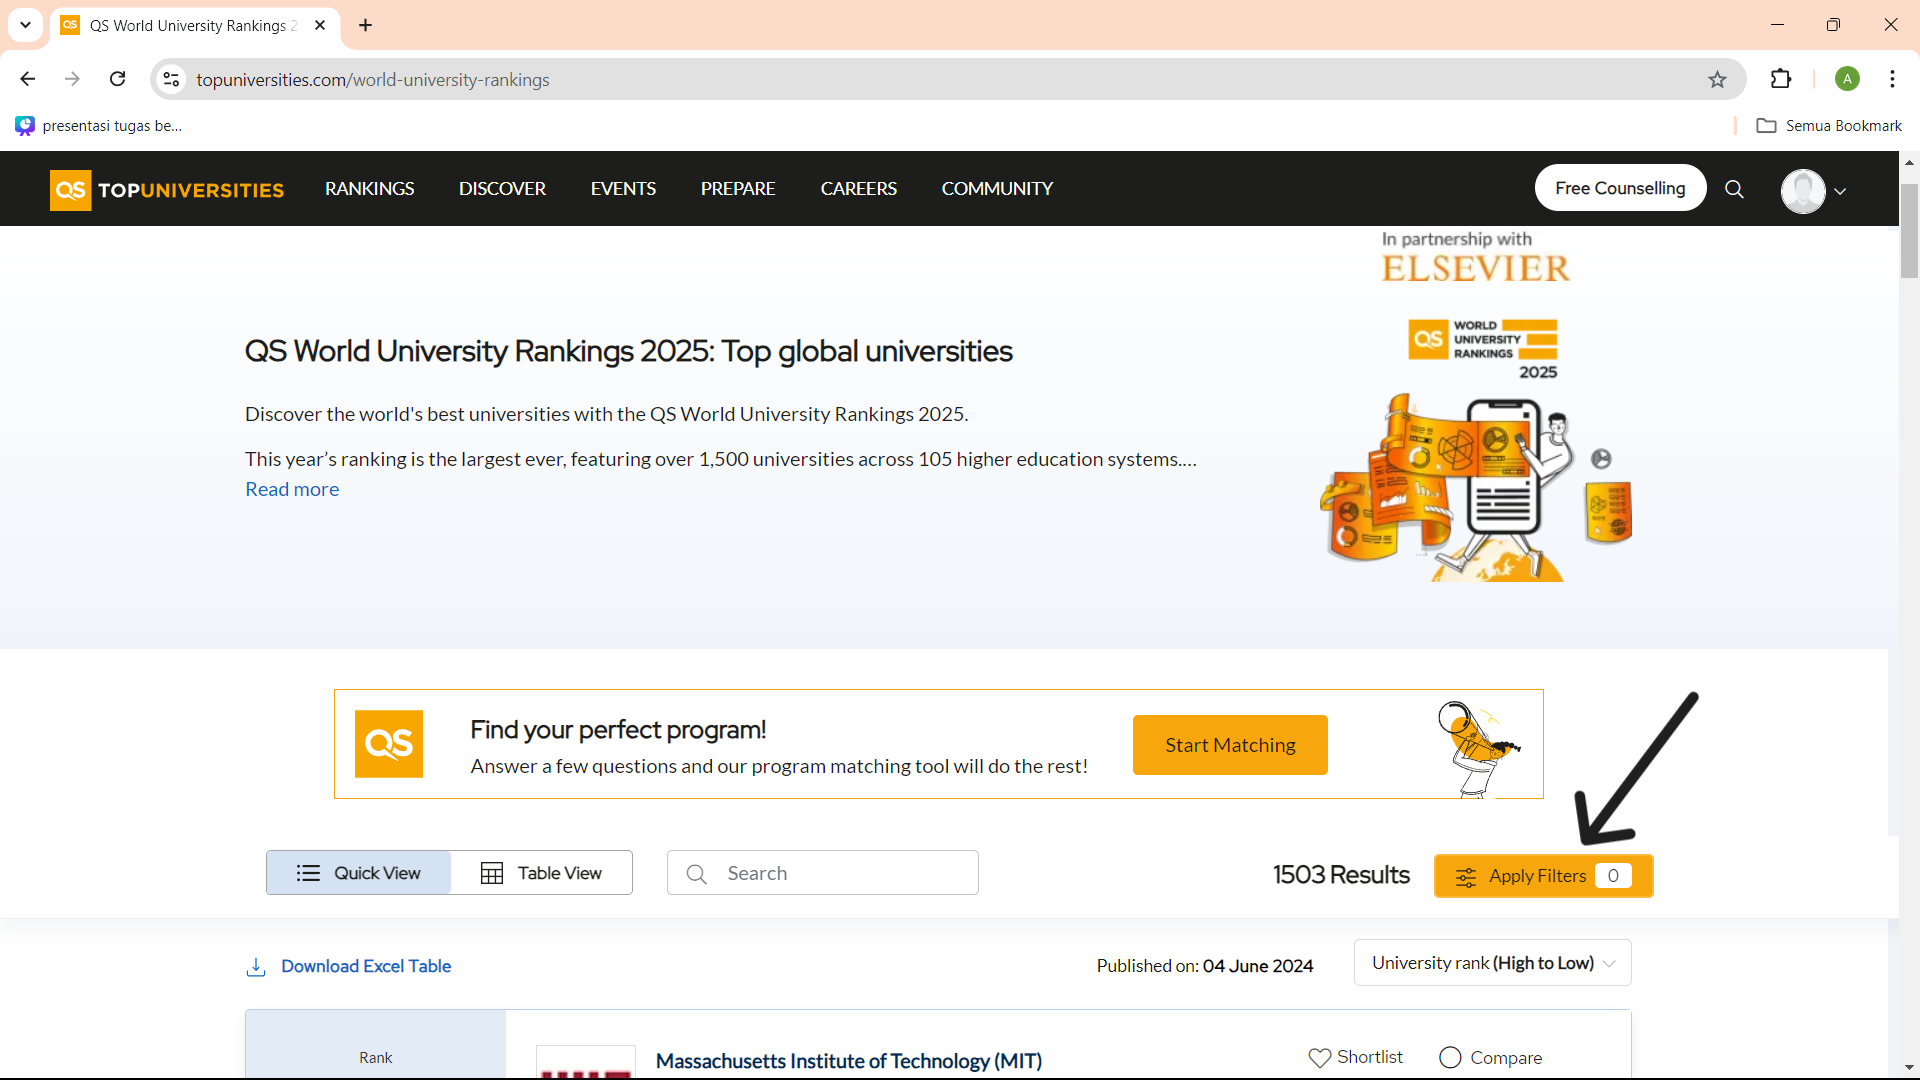 QS World University Rankings 2
topuniversities.com/world-university-rankings
A
presentasi tugas be...
Semua Bookmark
QS TOPUNIVERSITIES
RANKINGS
DISCOVER
EVENTS
PREPARE
CAREERS
COMMUNITY
Free Counselling
In partnership with
ELSEVIER
QS WORLD
UNIVERSITY
RANKINGS
2025
QS World University Rankings 2025: Top global universities
Discover the world's best universities with the QS World University Rankings 2025.
This year’s ranking is the largest ever, featuring over 1,500 universities across 105 higher education systems....
Read more
QS
Find your perfect program!
Answer a few questions and our program matching tool will do the rest!
Start Matching
Quick View
Table View
Search
1503 Results
Apply Filters 0
Download Excel Table
Published on: 04 June 2024
University rank (High to Low)
Rank
Massachusetts Institute of Technology (MIT)
Shortlist
Compare